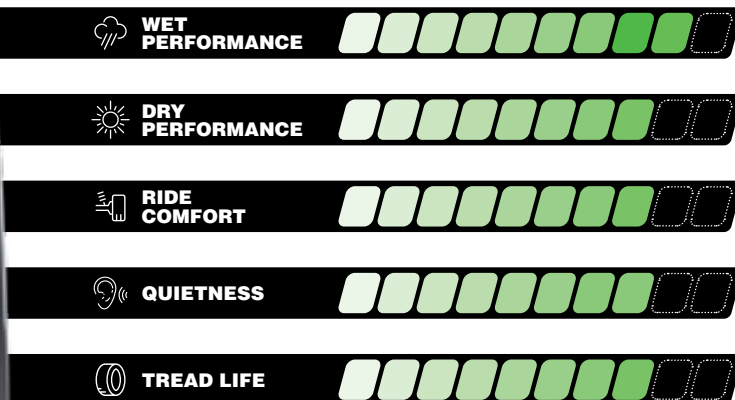 WET
PERFORMANCE
DRY
PERFORMANCE
RIDE
COMFORT
QUIETNESS
TREAD LIFE